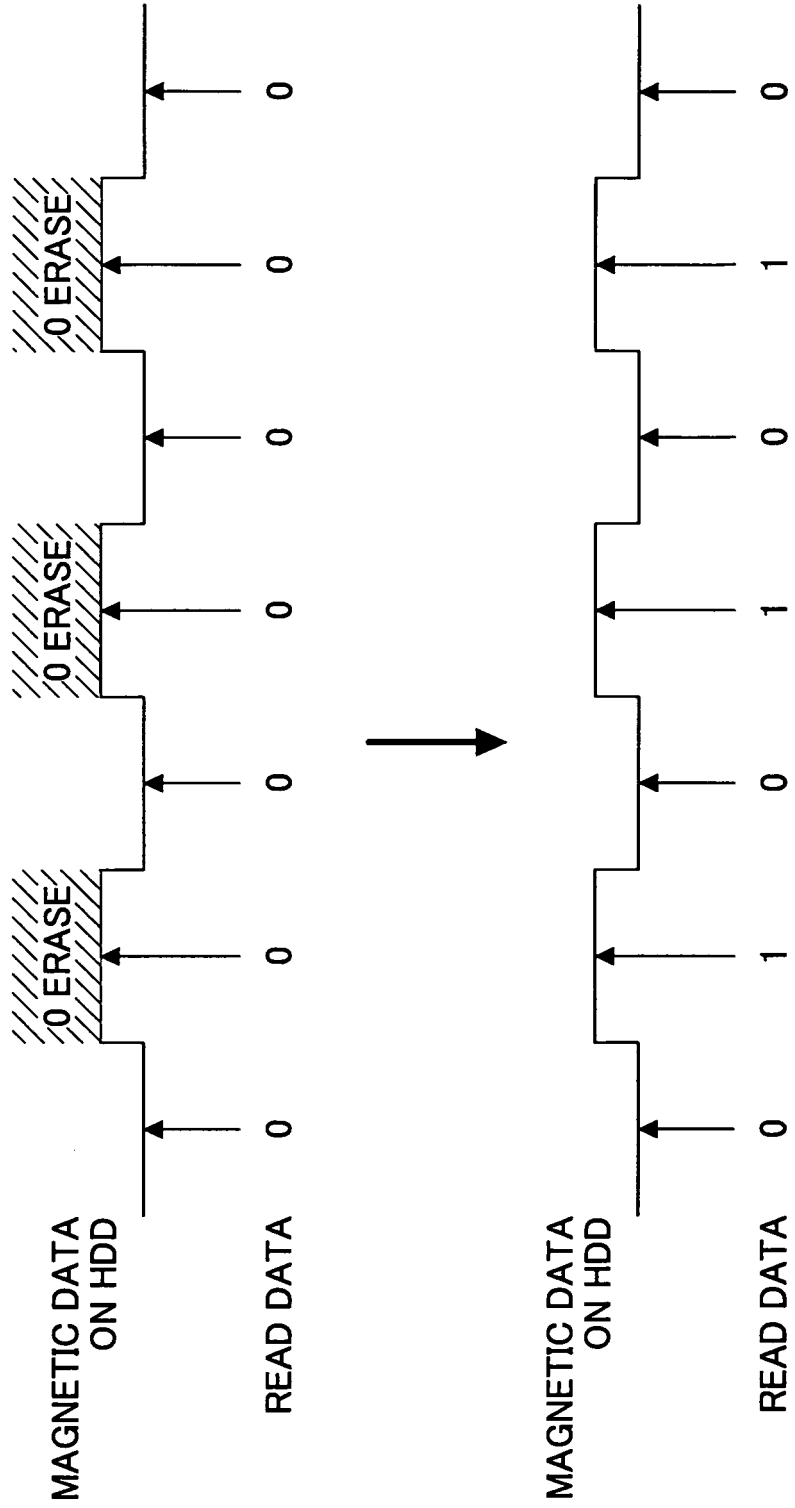 0 ERASE 0 ERASE 0 ERASE
MAGNETIC DATA
ON HDD
READ DATA 0 0 0 0 0 0 0
MAGNETIC DATA
ON HDD
READ DATA 0 1 0 1 0 1 0